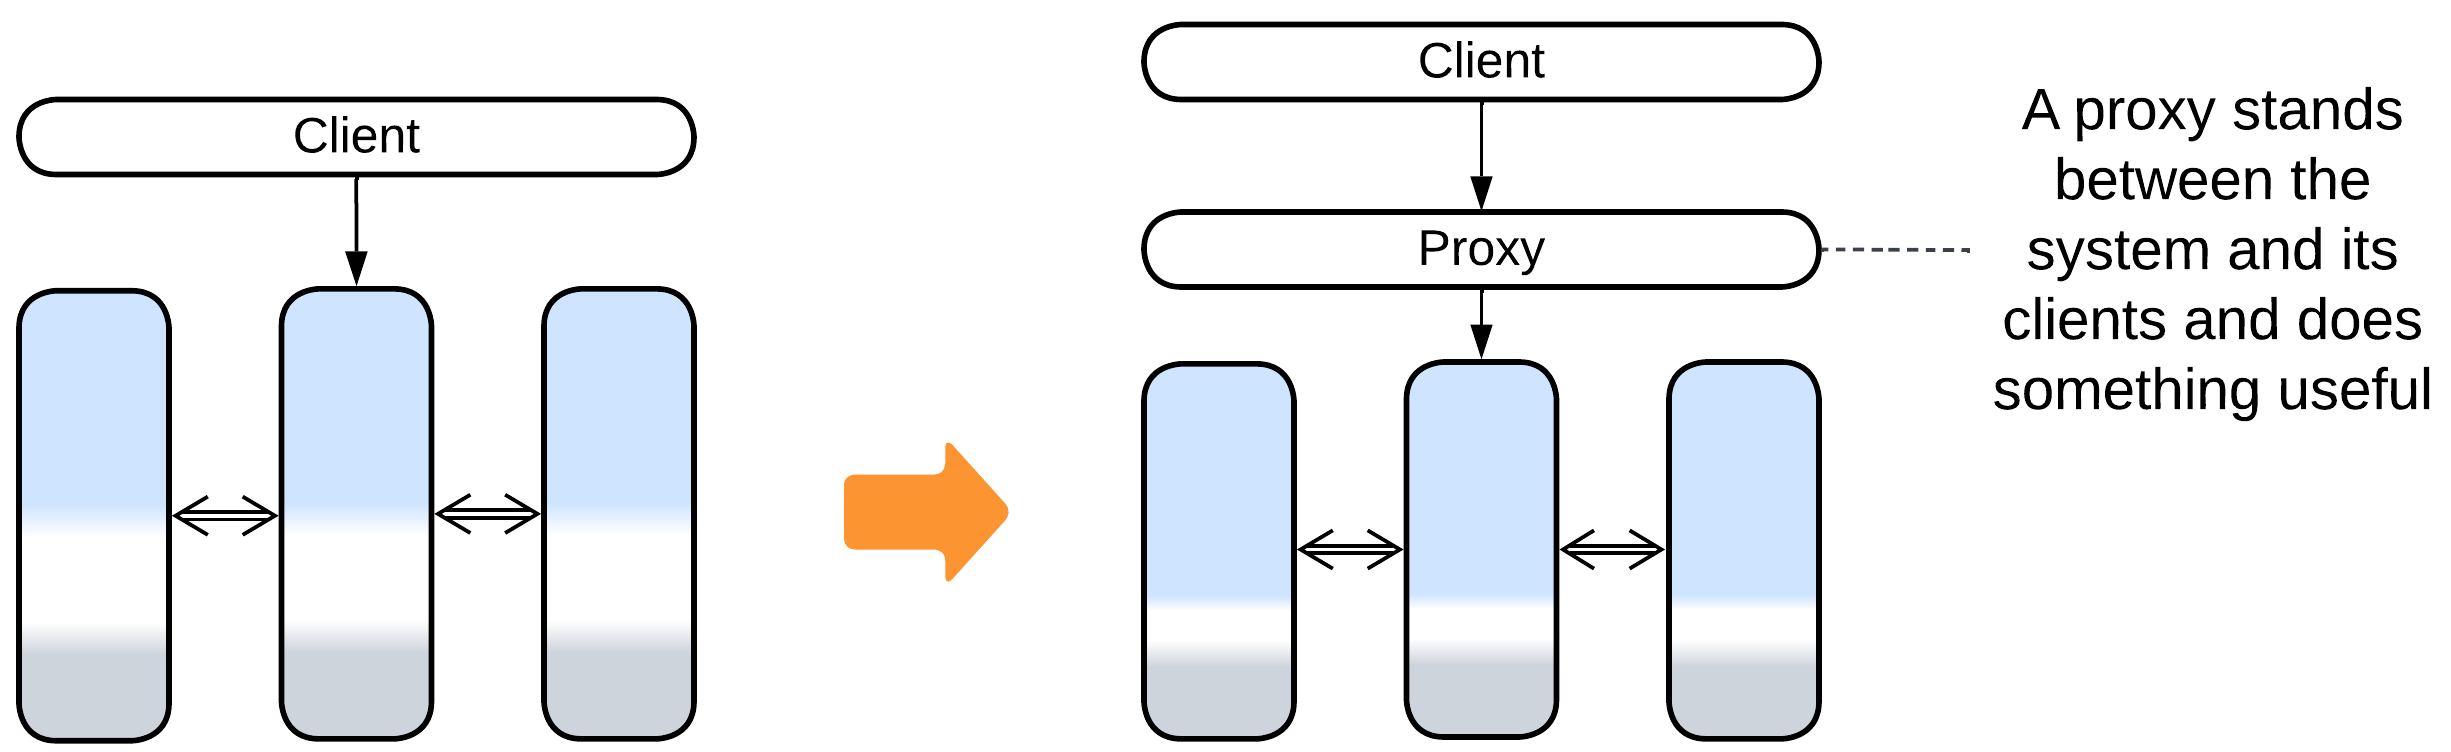 Client
Client
Proxy
A proxy stands
between the
system and its
clients and does
something useful